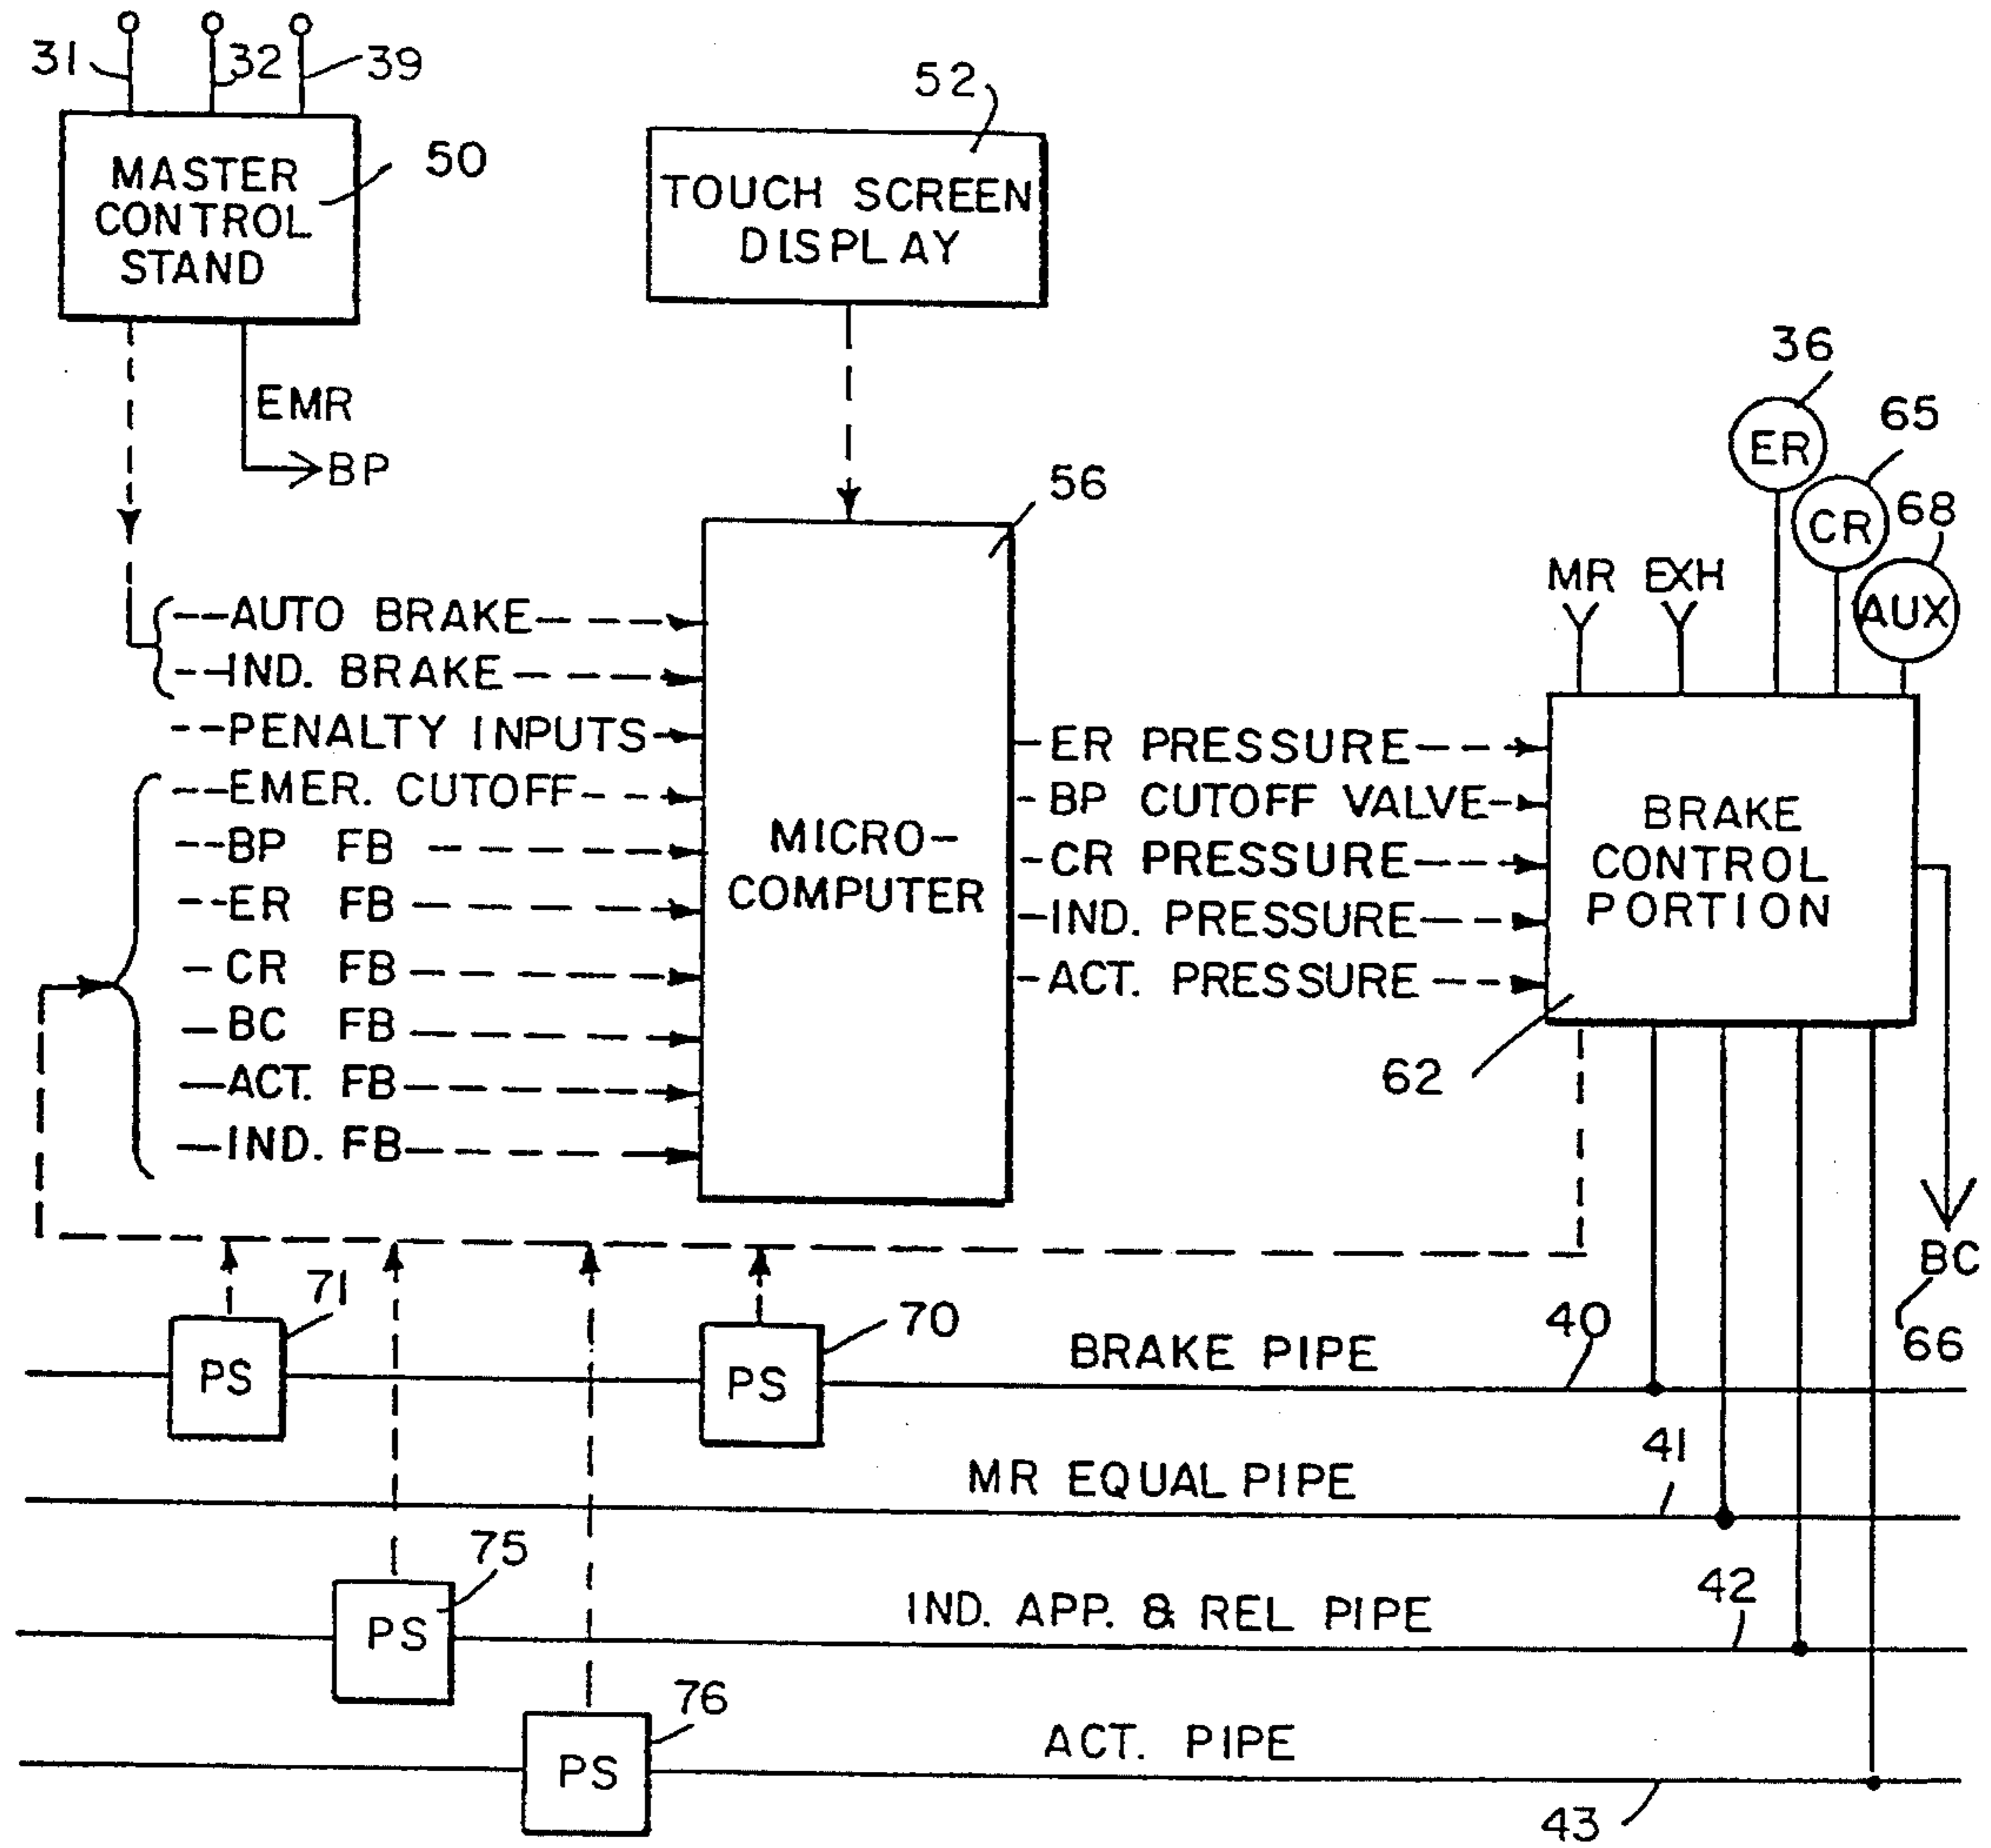 31
32
39
MASTER
CONTROL
STAND
50
52
TOUCH SCREEN
DISPLAY
EMR
BP
36
ER
65
CR
68
AUX
MR EXH
56
AUTO BRAKE
IND. BRAKE
PENALTY INPUTS
EMER. CUTOFF
BP FB
ER FB
CR FB
BC FB
ACT. FB
IND. FB
MICRO-
COMPUTER
ER PRESSURE
BP CUTOFF VALVE
CR PRESSURE
IND. PRESSURE
ACT. PRESSURE
BRAKE
CONTROL
PORTION
62
BC
66
71
PS
70
PS
BRAKE PIPE
40
MR EQUAL PIPE
41
75
PS
IND. APP. & REL PIPE
42
76
PS
ACT. PIPE
43